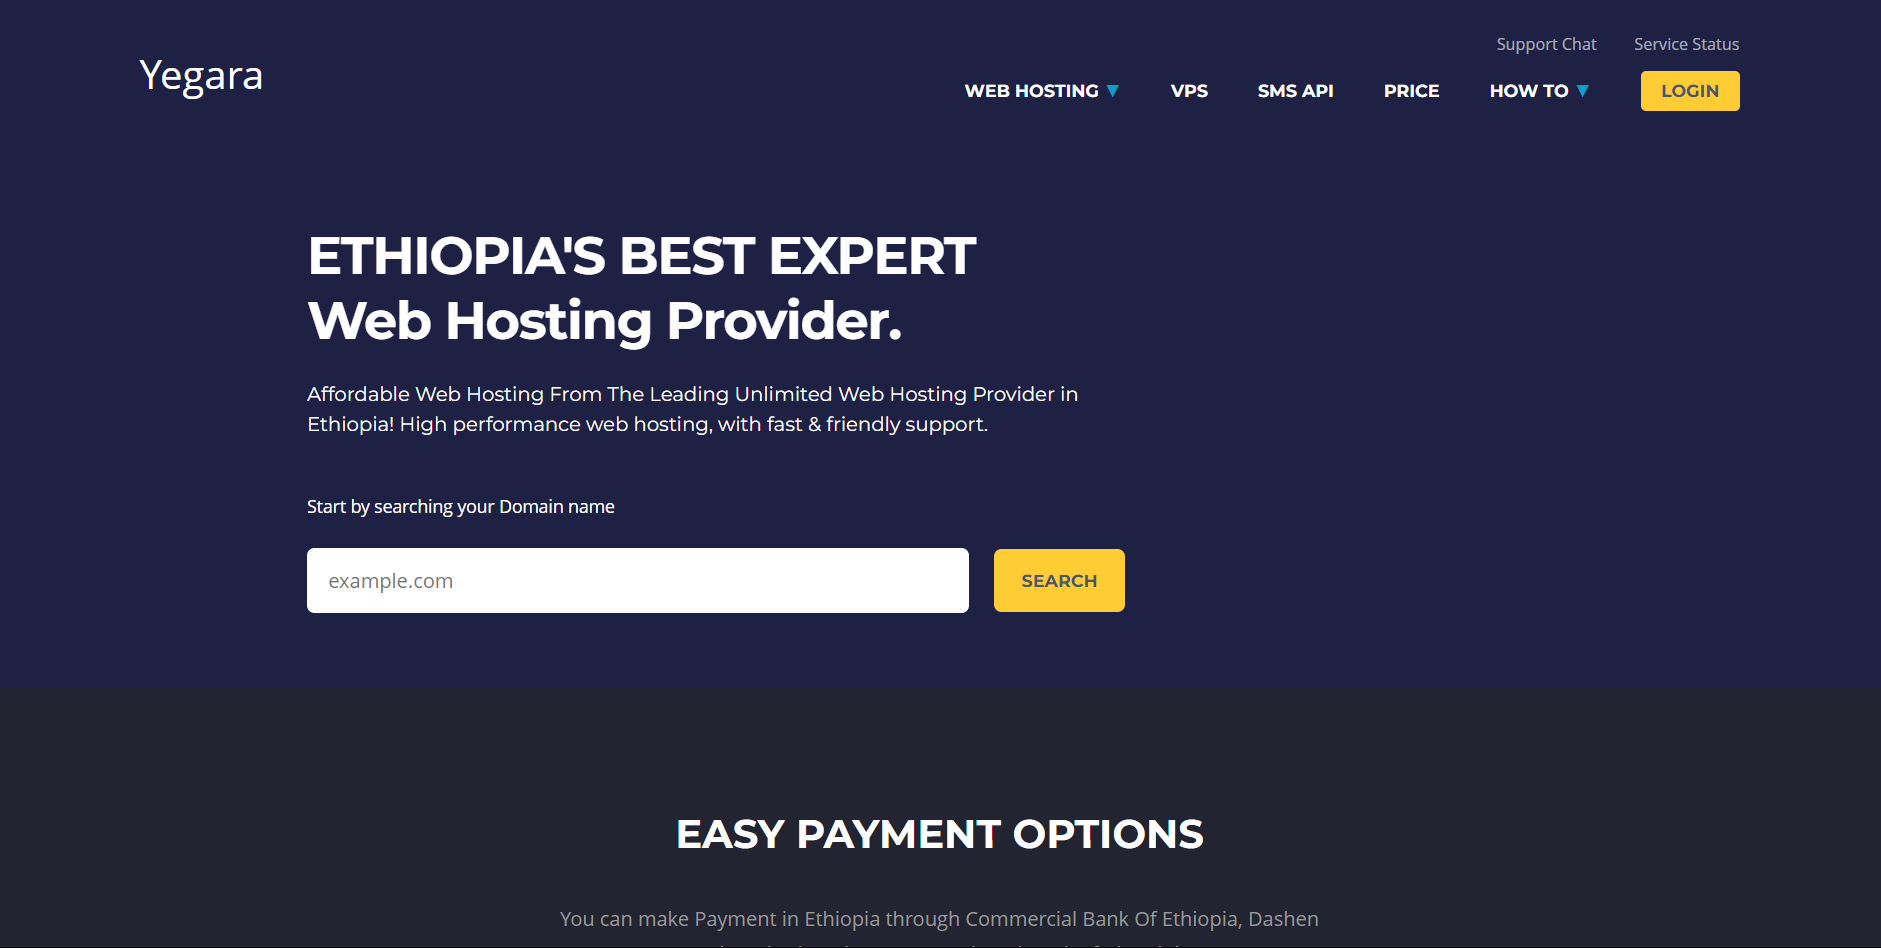 Support Chat Service Status
Yegara
WEB HOSTING ▼ VPS SMS API PRICE HOW TO ▼ LOGIN
ETHIOPIA'S BEST EXPERT
Web Hosting Provider.
Affordable Web Hosting From The Leading Unlimited Web Hosting Provider in
Ethiopia! High performance web hosting, with fast & friendly support.
Start by searching your Domain name
example.com SEARCH
EASY PAYMENT OPTIONS
You can make Payment in Ethiopia through Commercial Bank Of Ethiopia, Dashen